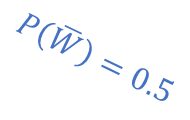 P(W̅) = 0.5